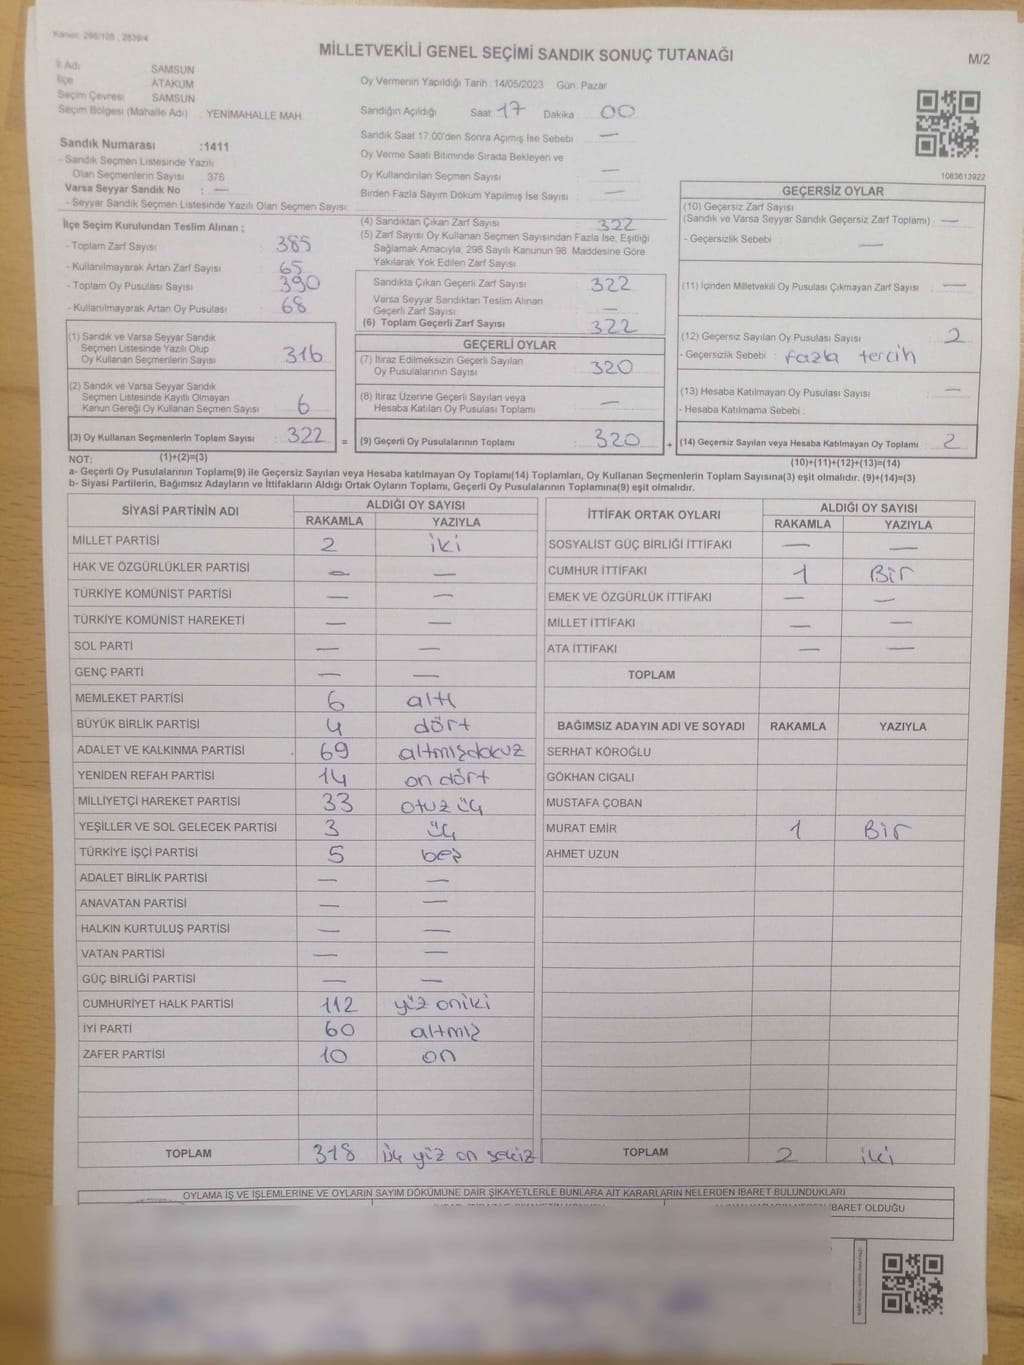 Kanun: 298/105 , 2839/4
MİLLETVEKİLİ GENEL SEÇİMİ SANDIK SONUÇ TUTANAĞI
M/2
İl Adı SAMSUN
İlçe ATAKUM
Seçim Çevresi SAMSUN
Seçim Bölgesi (Mahalle Adı) YENİMAHALLE MAH.
Sandık Numarası :1411
- Sandık Seçmen Listesinde Yazılı
Olan Seçmenlerin Sayısı : 376
Varsa Seyyar Sandık No : —
- Seyyar Sandık Seçmen Listesinde Yazılı Olan Seçmen Sayısı:
Oy Vermenin Yapıldığı Tarih :14/05/2023 Gün: Pazar
Sandığın Açıldığı Saat: 17 Dakika: 00
Sandık Saat 17.00'den Sonra Açımış İse Sebebi —
Oy Verme Saati Bitiminde Sırada Bekleyen ve
Oy Kullandırılan Seçmen Sayısı —
Birden Fazla Sayım Döküm Yapılmış İse Sayısı —
1083613922
İlçe Seçim Kurulundan Teslim Alınan ;
- Toplam Zarf Sayısı 385
- Kullanılmayarak Artan Zarf Sayısı 65
- Toplam Oy Pusulası Sayısı 390
- Kullanılmayarak Artan Oy Pusulası 68
(1) Sandık ve Varsa Seyyar Sandık
Seçmen Listesinde Yazılı Olup
Oy Kullanan Seçmenlerin Sayısı 316
(2) Sandık ve Varsa Seyyar Sandık
Seçmen Listesinde Kayıtlı Olmayan
Kanun Gereği Oy Kullanan Seçmen Sayısı 6
(3) Oy Kullanan Seçmenlerin Toplam Sayısı : 322 =
(4) Sandıktan Çıkan Zarf Sayısı 322
(5) Zarf Sayısı Oy Kullanan Seçmen Sayısından Fazla İse, Eşitliği
Sağlamak Amacıyla, 298 Sayılı Kanunun 98. Maddesine Göre
Yakılarak Yok Edilen Zarf Sayısı
Sandıkta Çıkan Geçerli Zarf Sayısı 322
Varsa Seyyar Sandıktan Teslim Alınan
Geçerli Zarf Sayısı —
(6) Toplam Geçerli Zarf Sayısı 322
GEÇERLİ OYLAR
(7) İtiraz Edilmeksizin Geçerli Sayılan
Oy Pusulalarının Sayısı 320
(8) İtiraz Üzerine Geçerli Sayılan veya
Hesaba Katılan Oy Pusulası Toplamı —
(9) Geçerli Oy Pusulalarının Toplamı 320 +
GEÇERSİZ OYLAR
(10) Geçersiz Zarf Sayısı
(Sandık ve Varsa Seyyar Sandık Geçersiz Zarf Toplamı) —
- Geçersizlik Sebebi : —
(11) İçinden Milletvekili Oy Pusulası Çıkmayan Zarf Sayısı —
(12) Geçersiz Sayılan Oy Pusulası Sayısı 2
- Geçersizlik Sebebi : fazla tercih
(13) Hesaba Katılmayan Oy Pusulası Sayısı —
- Hesaba Katılmama Sebebi :
(14) Geçersiz Sayılan veya Hesaba Katılmayan Oy Toplamı 2
NOT: (1)+(2)=(3) (10)+(11)+(12)+(13)=(14)
a- Geçerli Oy Pusulalarının Toplamı(9) ile Geçersiz Sayılan veya Hesaba katılmayan Oy Toplamı(14) Toplamları, Oy Kullanan Seçmenlerin Toplam Sayısına(3) eşit olmalıdır. (9)+(14)=(3)
b- Siyasi Partilerin, Bağımsız Adayların ve İttifakların Aldığı Ortak Oyların Toplamı, Geçerli Oy Pusulalarının Toplamına(9) eşit olmalıdır.
SİYASİ PARTİNİN ADI ALDIĞI OY SAYISI
RAKAMLA YAZIYLA
MİLLET PARTİSİ 2 iki
HAK VE ÖZGÜRLÜKLER PARTİSİ — —
TÜRKİYE KOMÜNİST PARTİSİ — —
TÜRKİYE KOMÜNİST HAREKETİ — —
SOL PARTİ — —
GENÇ PARTİ — —
MEMLEKET PARTİSİ 6 altı
BÜYÜK BİRLİK PARTİSİ 4 dört
ADALET VE KALKINMA PARTİSİ 69 altmışdokuz
YENİDEN REFAH PARTİSİ 14 on dört
MİLLİYETÇİ HAREKET PARTİSİ 33 otuz üç
YEŞİLLER VE SOL GELECEK PARTİSİ 3 üç
TÜRKİYE İŞÇİ PARTİSİ 5 beş
ADALET BİRLİK PARTİSİ — —
ANAVATAN PARTİSİ — —
HALKIN KURTULUŞ PARTİSİ — —
VATAN PARTİSİ — —
GÜÇ BİRLİĞİ PARTİSİ — —
CUMHURİYET HALK PARTİSİ 112 yüz oniki
İYİ PARTİ 60 altmış
ZAFER PARTİSİ 10 on
TOPLAM 318 üç yüz on sekiz
İTTİFAK ORTAK OYLARI ALDIĞI OY SAYISI
RAKAMLA YAZIYLA
SOSYALİST GÜÇ BİRLİĞİ İTTİFAKI — —
CUMHUR İTTİFAKI 1 Bir
EMEK VE ÖZGÜRLÜK İTTİFAKI — —
MİLLET İTTİFAKI — —
ATA İTTİFAKI — —
TOPLAM
BAĞIMSIZ ADAYIN ADI VE SOYADI RAKAMLA YAZIYLA
SERHAT KÖROĞLU
GÖKHAN CIGALI
MUSTAFA ÇOBAN
MURAT EMİR 1 Bir
AHMET UZUN
TOPLAM 2 iki
OYLAMA İŞ VE İŞLEMLERİNE VE OYLARIN SAYIM DÖKÜMÜNE DAİR ŞİKAYETLERLE BUNLARA AİT KARARLARIN NELERDEN İBARET BULUNDUKLARI
İBARET OLDUĞU